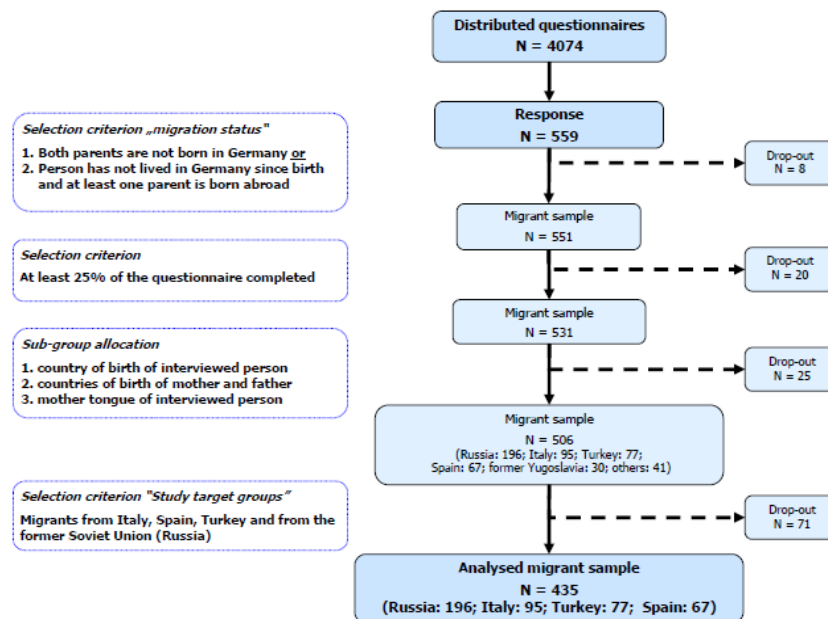 Distributed questionnaires
N = 4074
Response
N = 559
Selection criterion „migration status"
1. Both parents are not born in Germany or
2. Person has not lived in Germany since birth
and at least one parent is born abroad
Drop-out
N = 8
Migrant sample
N = 551
Selection criterion
At least 25% of the questionnaire completed
Drop-out
N = 20
Migrant sample
N = 531
Sub-group allocation
1. country of birth of interviewed person
2. countries of birth of mother and father
3. mother tongue of interviewed person
Drop-out
N = 25
Migrant sample
N = 506
(Russia: 196; Italy: 95; Turkey: 77;
Spain: 67; former Yugoslavia: 30; others: 41)
Selection criterion "Study target groups”
Migrants from Italy, Spain, Turkey and from the
former Soviet Union (Russia)
Drop-out
N = 71
Analysed migrant sample
N = 435
(Russia: 196; Italy: 95; Turkey: 77; Spain: 67)